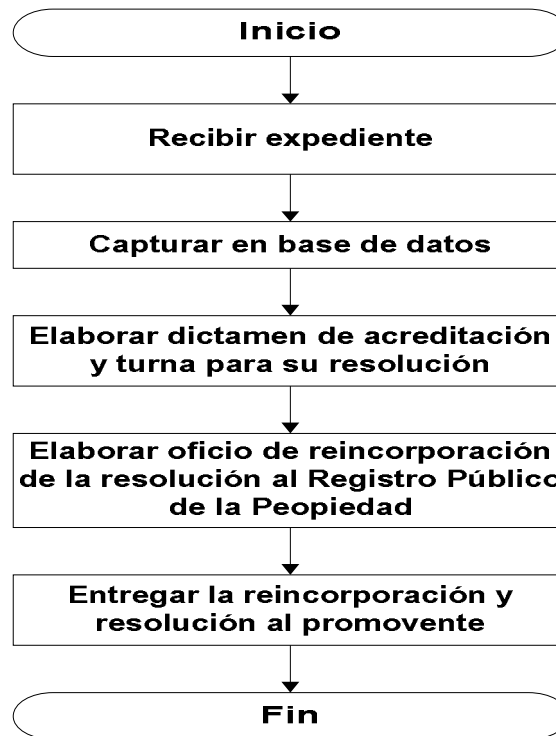 Inicio
Recibir expediente
Capturar en base de datos
Elaborar dictamen de acreditación
y turna para su resolución
Elaborar oficio de reincorporación
de la resolución al Registro Público
de la Peopiedad
Entregar la reincorporación y
resolución al promovente
Fin